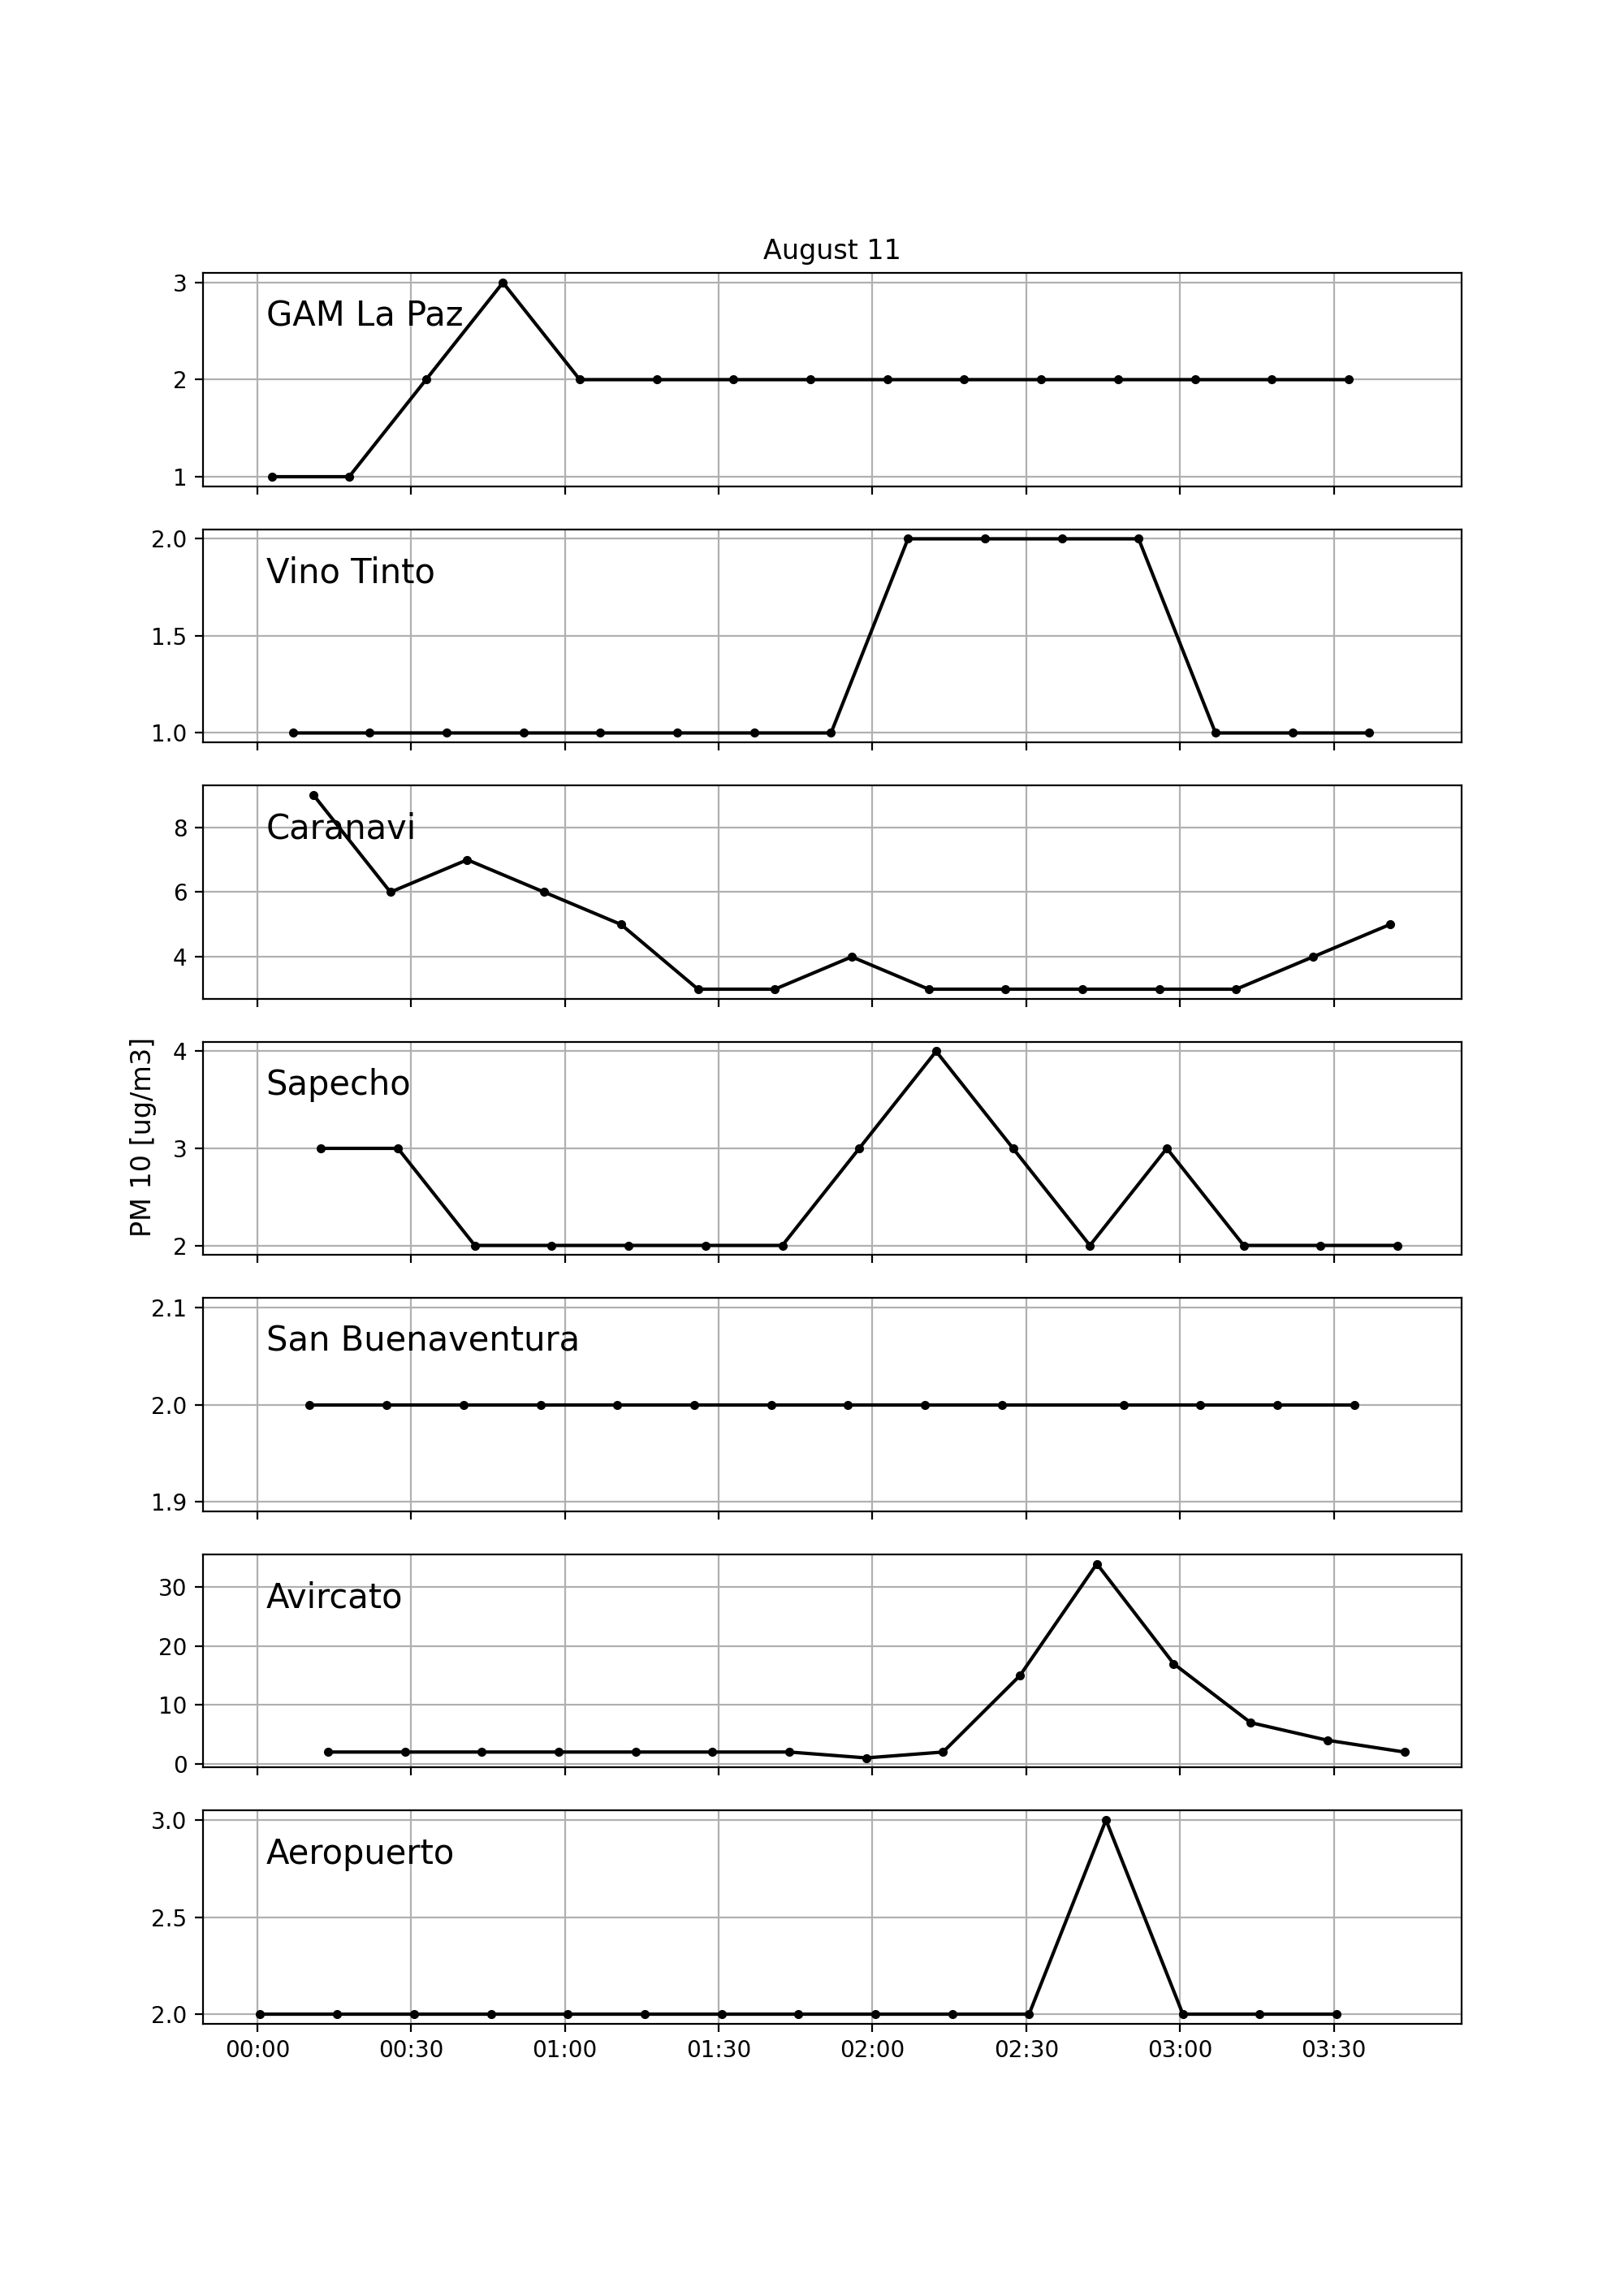 August 11
3
GAM La Paz
2
1
2.0
Vino Tinto
1.5
1.0
Caranavi
8
6
4
PM 10 [ug/m3]
4
Sapecho
3
2
2.1
San Buenaventura
2.0
1.9
30
Avircato
20
10
0
3.0
Aeropuerto
2.5
2.0
00:00 00:30 01:00 01:30 02:00 02:30 03:00 03:30